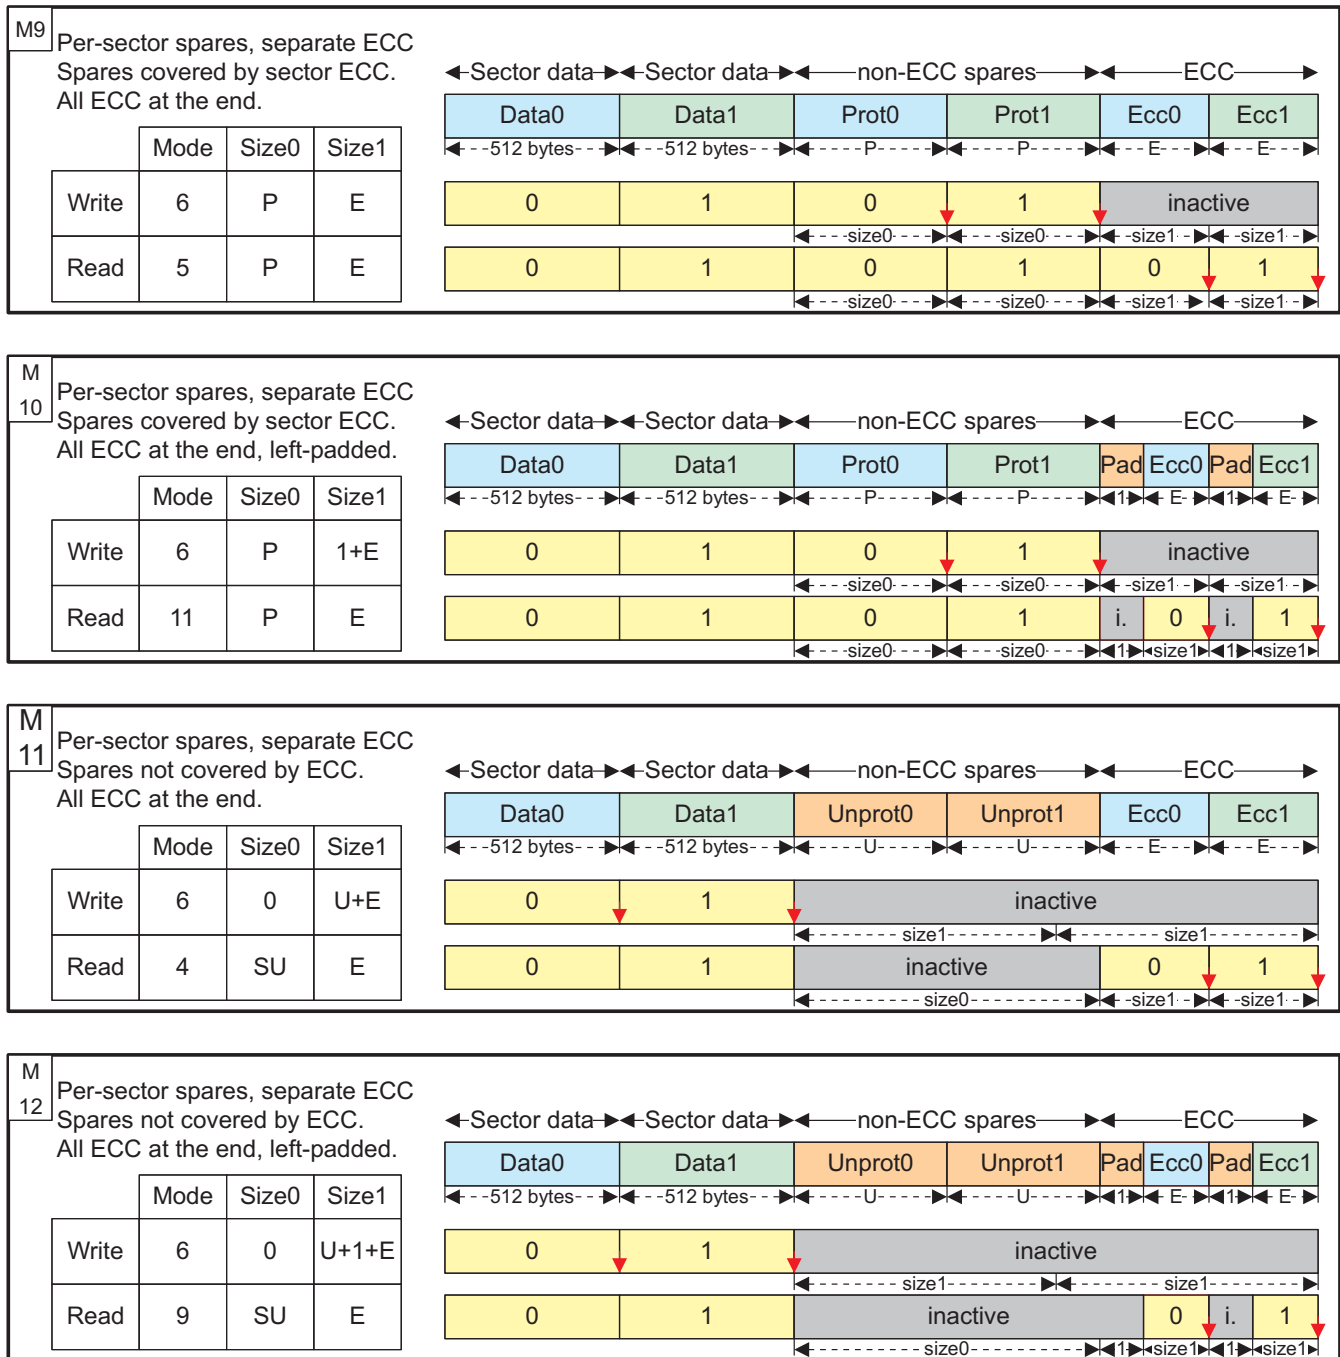 M9
Per-sector spares, separate ECC
Spares covered by sector ECC.
All ECC at the end.
Mode Size0 Size1
Write 6 P E
Read 5 P E
Sector data Sector data non-ECC spares ECC
Data0 Data1 Prot0 Prot1 Ecc0 Ecc1
512 bytes 512 bytes P P E E
0 1 0 1 inactive
size0 size0 size1 size1
0 1 0 1 0 1
size0 size0 size1 size1
M
10
Per-sector spares, separate ECC
Spares covered by sector ECC.
All ECC at the end, left-padded.
Mode Size0 Size1
Write 6 P 1+E
Read 11 P E
Sector data Sector data non-ECC spares ECC
Data0 Data1 Prot0 Prot1 Pad Ecc0 Pad Ecc1
512 bytes 512 bytes P P 1 E 1 E
0 1 0 1 inactive
size0 size0 size1 size1
0 1 0 1 i. 0 i. 1
size0 size0 1 size1 1 size1
M
11
Per-sector spares, separate ECC
Spares not covered by ECC.
All ECC at the end.
Mode Size0 Size1
Write 6 0 U+E
Read 4 SU E
Sector data Sector data non-ECC spares ECC
Data0 Data1 Unprot0 Unprot1 Ecc0 Ecc1
512 bytes 512 bytes U U E E
0 1 inactive
size1 size1
0 1 inactive 0 1
size0 size1 size1
M
12
Per-sector spares, separate ECC
Spares not covered by ECC.
All ECC at the end, left-padded.
Mode Size0 Size1
Write 6 0 U+1+E
Read 9 SU E
Sector data Sector data non-ECC spares ECC
Data0 Data1 Unprot0 Unprot1 Pad Ecc0 Pad Ecc1
512 bytes 512 bytes U U 1 E 1 E
0 1 inactive
size1 size1
0 1 inactive 0 i. 1
size0 1 size1 1 size1